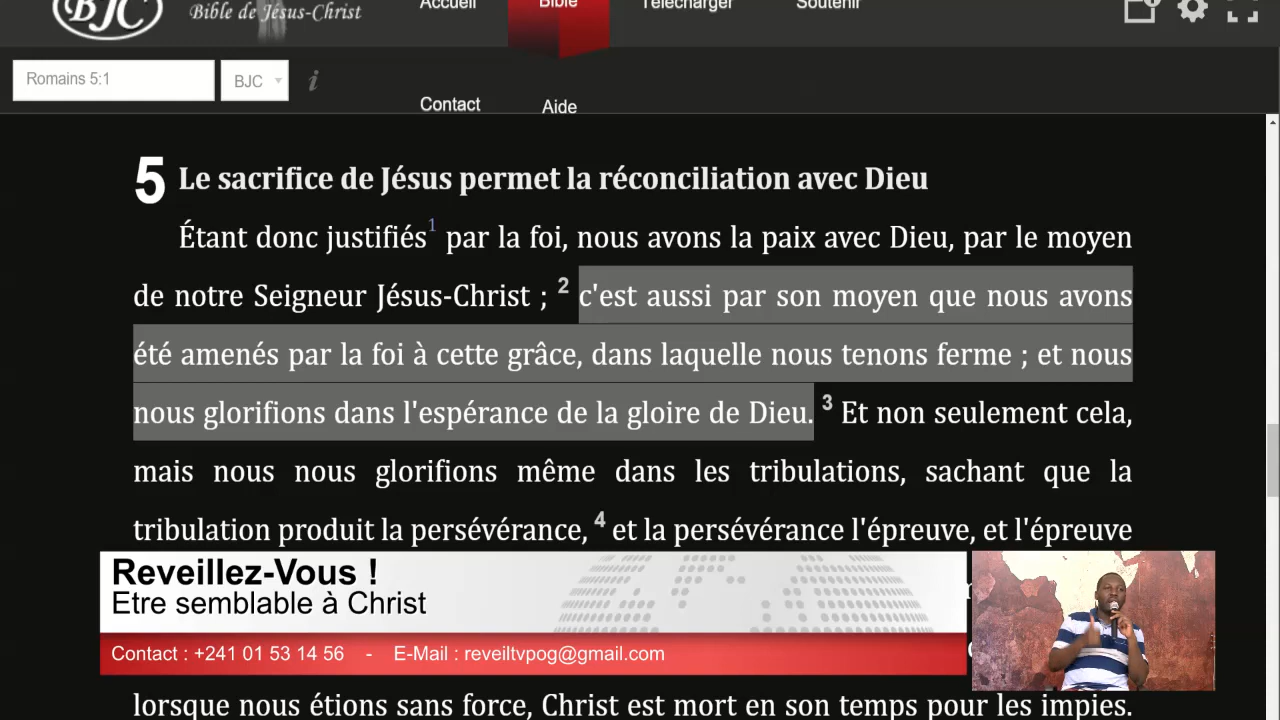 BJC
Bible de Jésus-Christ
Accueil
Bible
Télécharger
Soutenir
Romains 5:1
BJC
i
Contact
Aide
5 Le sacrifice de Jésus permet la réconciliation avec Dieu
Étant donc justifiés1 par la foi, nous avons la paix avec Dieu, par le moyen
de notre Seigneur Jésus-Christ ; 2 c'est aussi par son moyen que nous avons
été amenés par la foi à cette grâce, dans laquelle nous tenons ferme ; et nous
nous glorifions dans l'espérance de la gloire de Dieu. 3 Et non seulement cela,
mais nous nous glorifions même dans les tribulations, sachant que la
tribulation produit la persévérance, 4 et la persévérance l'épreuve, et l'épreuve
Reveillez-Vous !
Etre semblable à Christ
Contact : +241 01 53 14 56 - E-Mail : reveiltvpog@gmail.com
lorsque nous étions sans force, Christ est mort en son temps pour les impies.